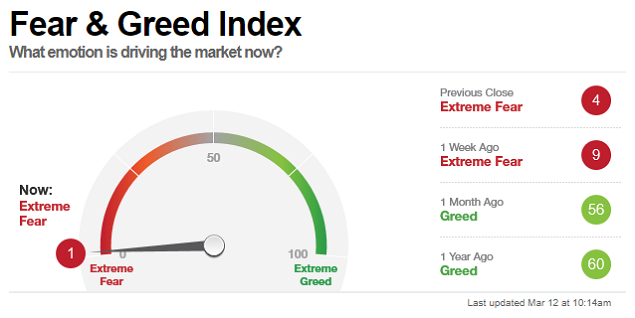 Fear & Greed Index
What emotion is driving the market now?
Now:
Extreme
Fear
1
0
50
100
Extreme
Fear
Extreme
Greed
Previous Close
Extreme Fear
4
1 Week Ago
Extreme Fear
9
1 Month Ago
Greed
56
1 Year Ago
Greed
60
Last updated Mar 12 at 10:14am